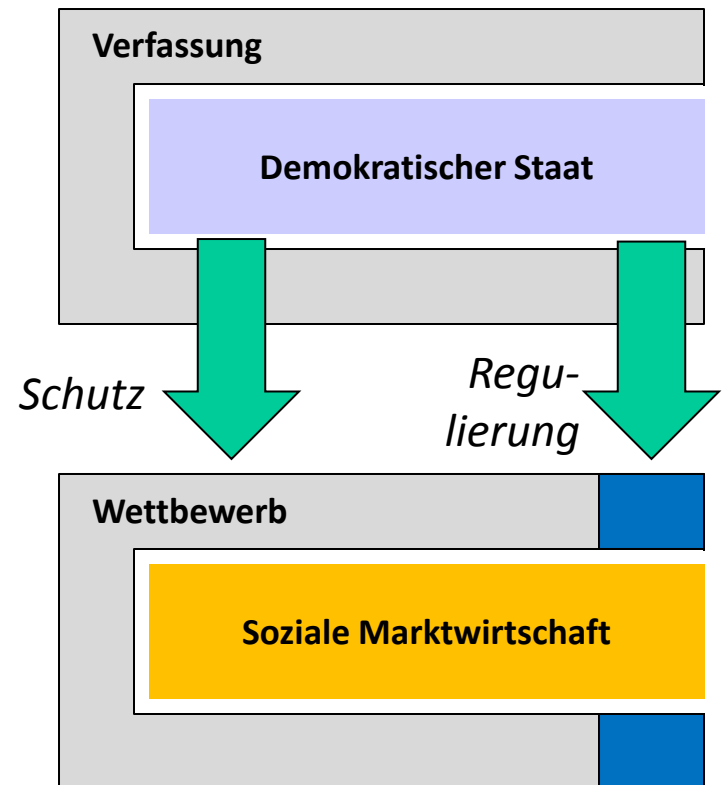 Verfassung
Demokratischer Staat
Schutz
Regu-
lierung
Wettbewerb
Soziale Marktwirtschaft